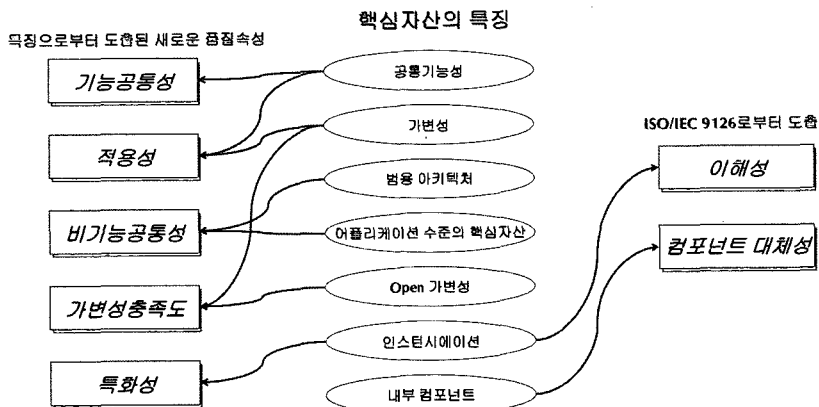 핵심자산의 특징
특징으로부터 도출된 새로운 품질속성
기능공통성
적용성
비기능공통성
가변성충족도
특화성
공통기능성
가변성
범용 아키텍처
어플리케이션 수준의 핵심자산
Open 가변성
인스턴시에이션
내부 컴포넌트
ISO/IEC 9126로부터 도출
이해성
컴포넌트 대체성